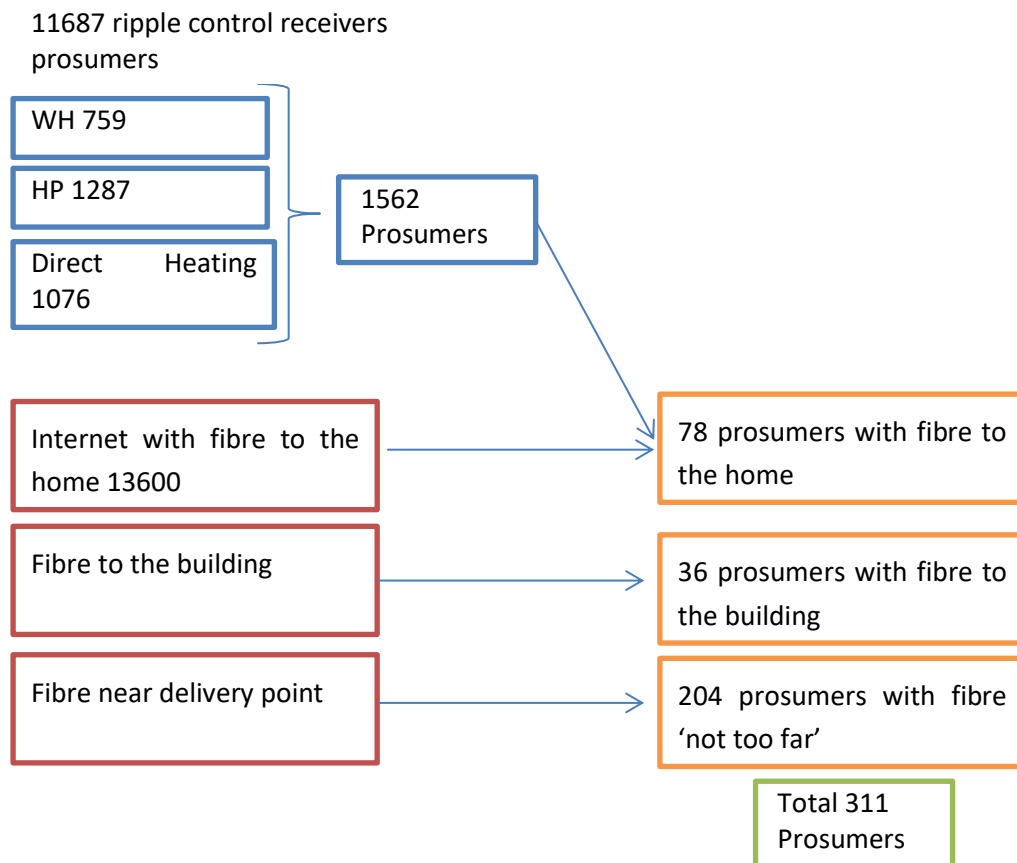 11687 ripple control receivers
prosumers
WH 759
HP 1287
Direct Heating
1076
1562
Prosumers
Internet with fibre to the
home 13600
78 prosumers with fibre to
the home
Fibre to the building
36 prosumers with fibre to
the building
Fibre near delivery point
204 prosumers with fibre
‘not too far’
Total 311
Prosumers